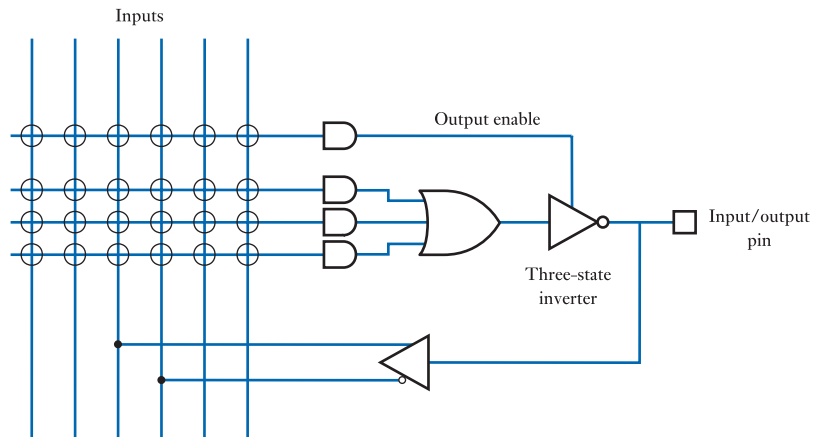 Inputs
Output enable
Input/output
pin
Three-state
inverter